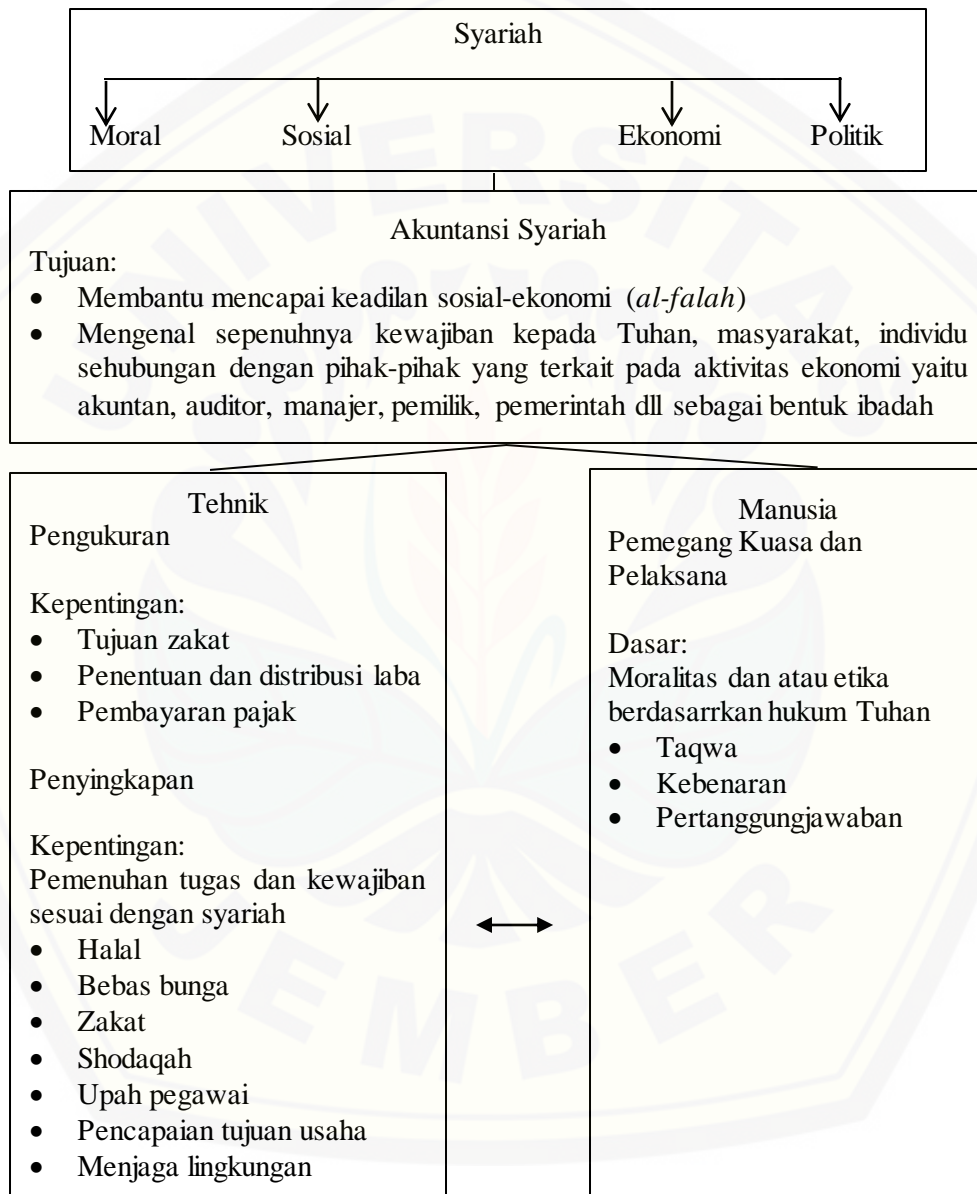 Syariah
Moral Sosial Ekonomi Politik
Akuntansi Syariah
Tujuan:
• Membantu mencapai keadilan sosial-ekonomi (al-falah)
• Mengenal sepenuhnya kewajiban kepada Tuhan, masyarakat, individu
sehubungan dengan pihak-pihak yang terkait pada aktivitas ekonomi yaitu
akuntan, auditor, manajer, pemilik, pemerintah dll sebagai bentuk ibadah
Tehnik
Pengukuran
Kepentingan:
• Tujuan zakat
• Penentuan dan distribusi laba
• Pembayaran pajak
Penyingkapan
Kepentingan:
Pemenuhan tugas dan kewajiban
sesuai dengan syariah
• Halal
• Bebas bunga
• Zakat
• Shodaqah
• Upah pegawai
• Pencapaian tujuan usaha
• Menjaga lingkungan
Manusia
Pemegang Kuasa dan
Pelaksana
Dasar:
Moralitas dan atau etika
berdasarrkan hukum Tuhan
• Taqwa
• Kebenaran
• Pertanggungjawaban
UNIVERSITAS
JEMBER